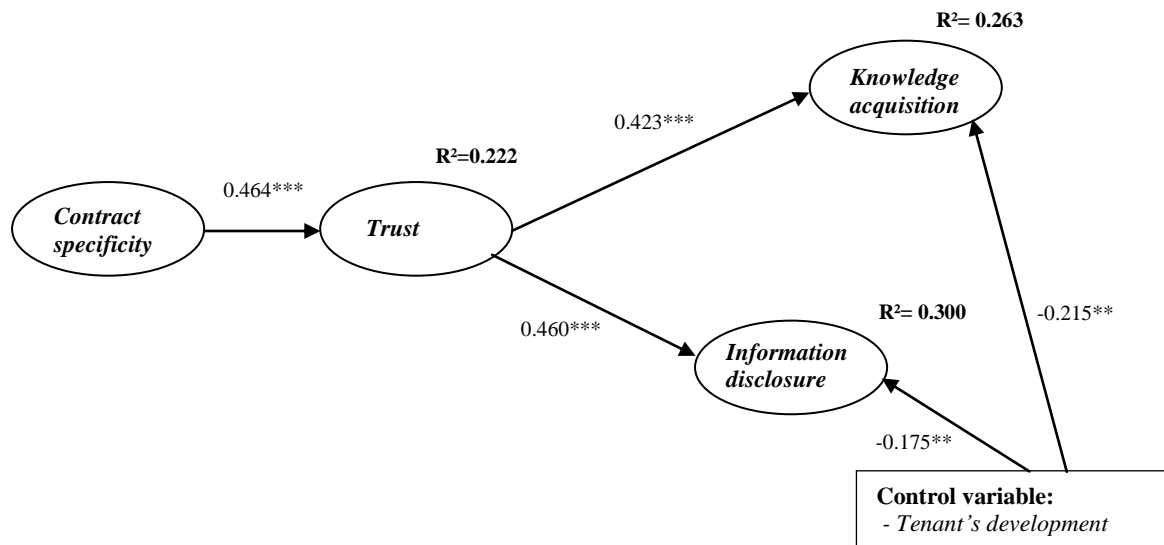 R²= 0.263
Knowledge
acquisition
0.423***
R²=0.222
0.464***
Contract
specificity
Trust
R²= 0.300
-0.215**
0.460***
Information
disclosure
-0.175**
Control variable:
- Tenant’s development